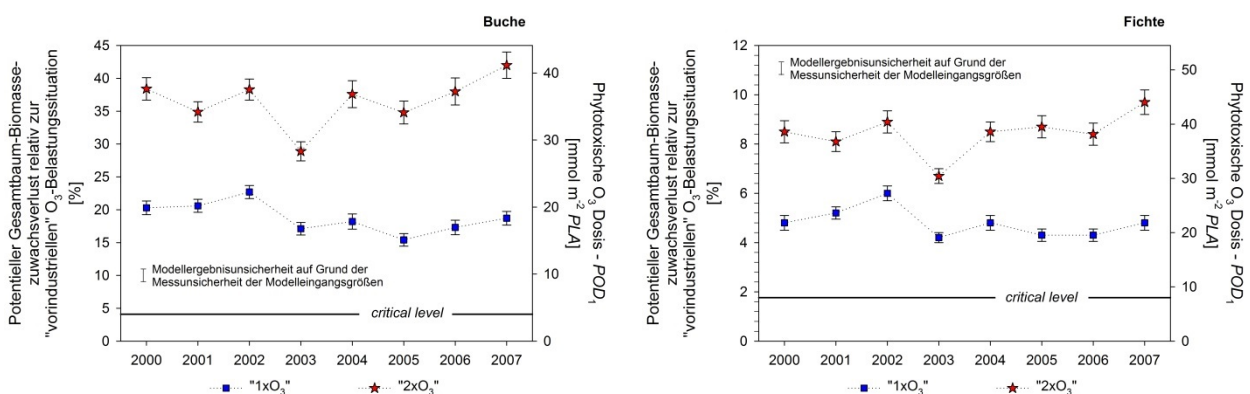 Buche
Potentieller Gesamtbaum-Biomasse-
zuwachsverlust relativ zur
"vorindustriellen" O3-Belastungssituation
[%]
45
40
35
30
25
20
15
10
5
0
Modellergebnisunsicherheit auf Grund der
Messunsicherheit der Modelleingangsgrößen
critical level
40
30
20
10
0
Phytotoxische O3 Dosis - POD1
[mmol m-2 PLA]
2000 2001 2002 2003 2004 2005 2006 2007
"1xO3" "2xO3"
Fichte
Potentieller Gesamtbaum-Biomasse-
zuwachsverlust relativ zur
"vorindustriellen" O3-Belastungssituation
[%]
12
10
8
6
4
2
0
Modellergebnisunsicherheit auf Grund der
Messunsicherheit der Modelleingangsgrößen
critical level
50
40
30
20
10
0
Phytotoxische O3 Dosis - POD1
[mmol m-2 PLA]
2000 2001 2002 2003 2004 2005 2006 2007
"1xO3" "2xO3"